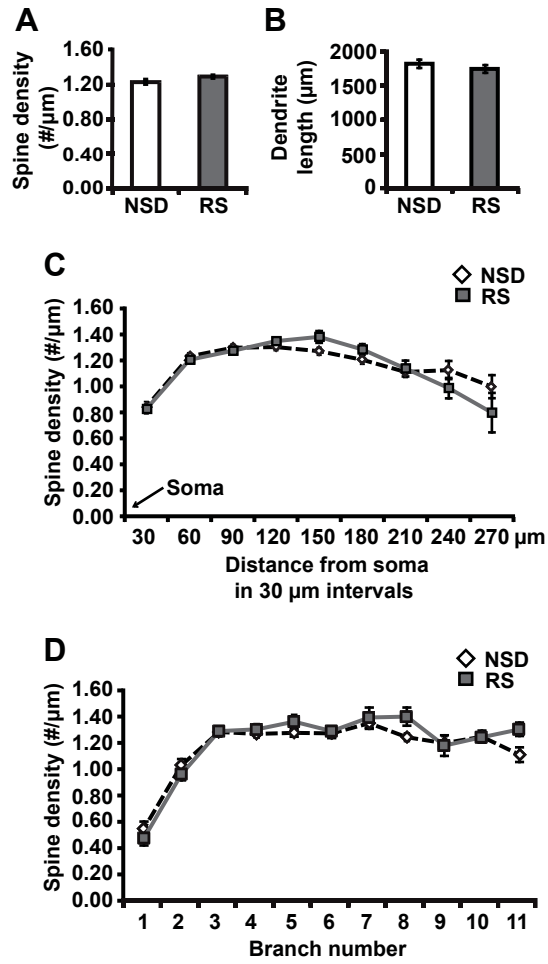 A
Spine density
(#/µm)
1.60
1.20
0.80
0.40
0.00
NSD RS
B
Dendrite
length (µm)
2000
1500
1000
500
0
NSD RS
C
NSD
RS
Spine density (#/µm)
1.60
1.40
1.20
1.00
0.80
0.60
0.40
0.20
0.00
Soma
30 60 90 120 150 180 210 240 270 µm
Distance from soma
in 30 µm intervals
D
NSD
RS
Spine density (#/µm)
1.60
1.40
1.20
1.00
0.80
0.60
0.40
0.20
0.00
1 2 3 4 5 6 7 8 9 10 11
Branch number